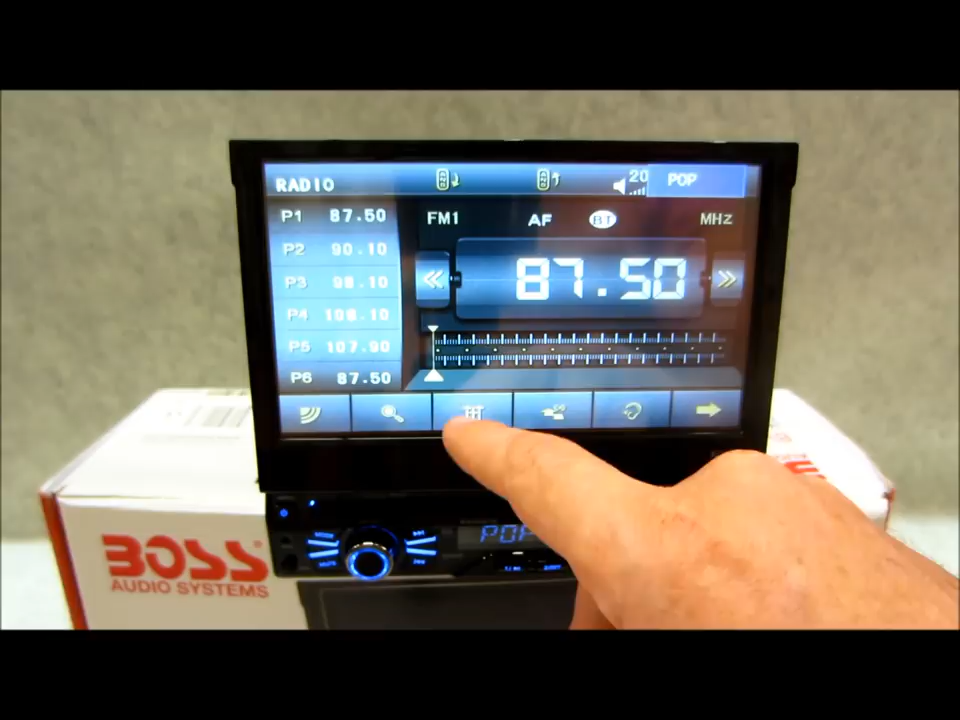 RADIO
20
POP
P1 87.50
FM1
AF
BT
MHz
P2 90.10
87.50
P3 98.10
P4 106.10
P5 107.90
P6 87.50
POP
BOSS
AUDIO SYSTEMS